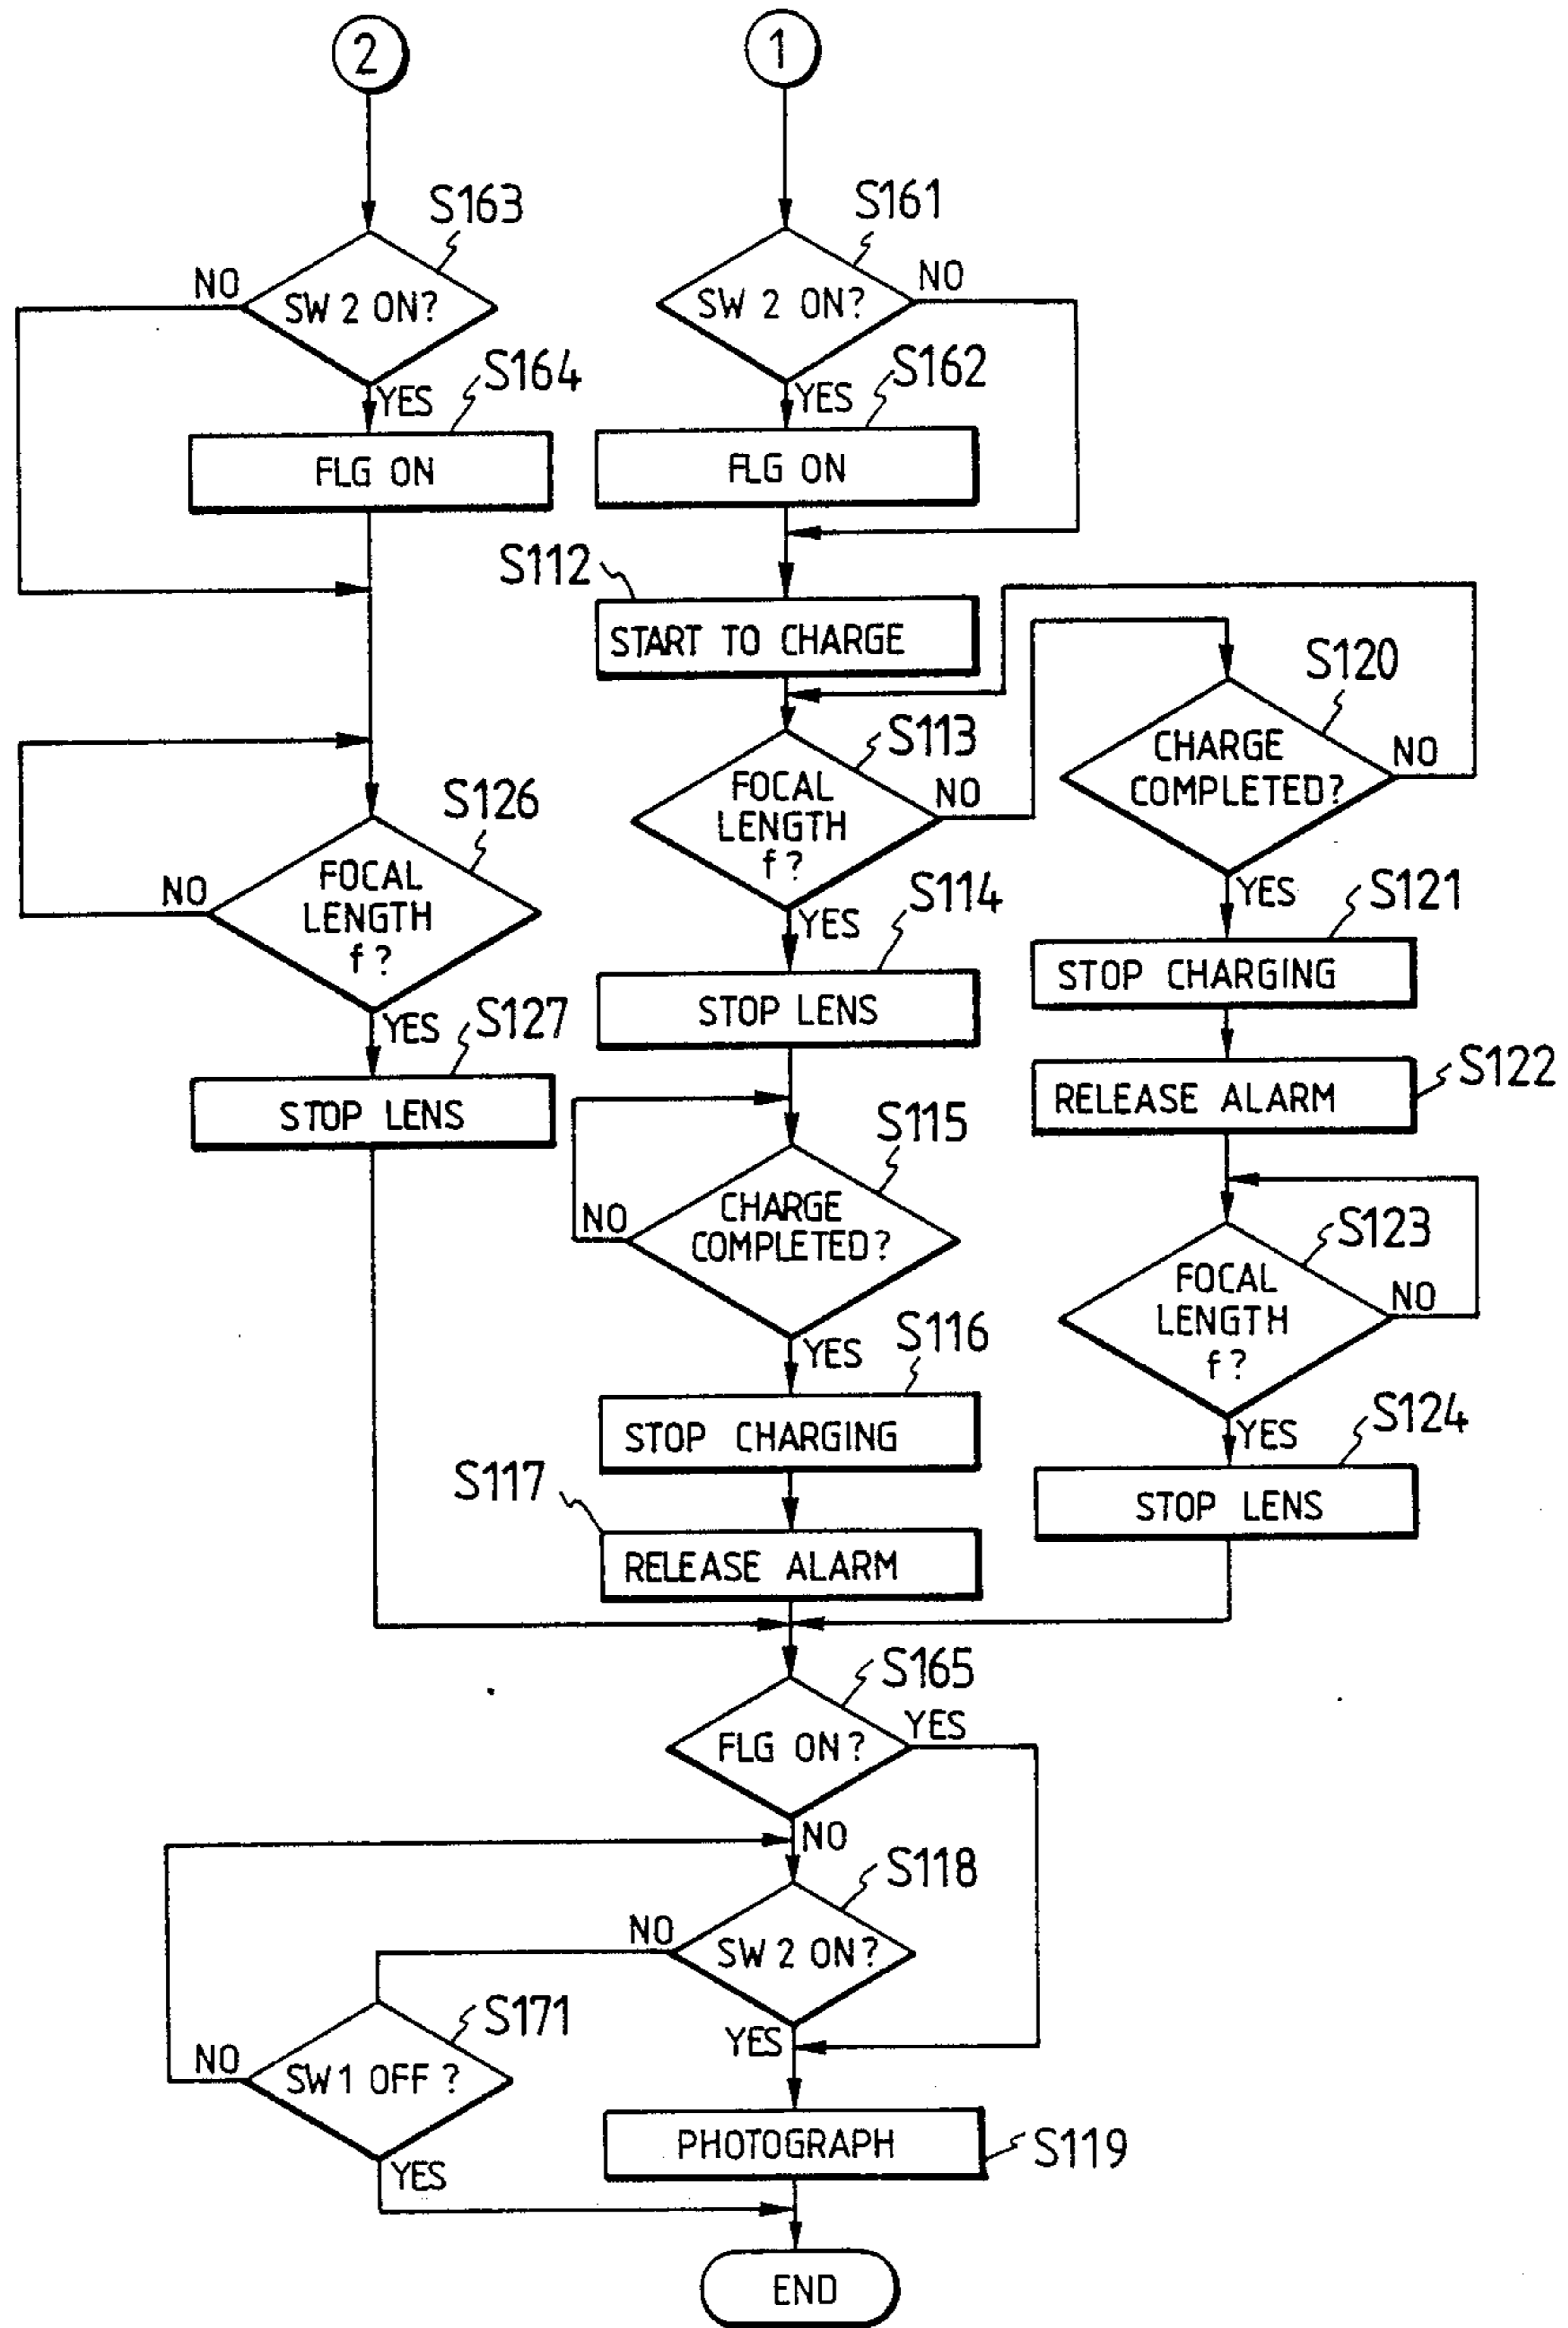 2
1
S163
S161
NO
SW 2 ON?
SW 2 ON?
NO
S164
S162
YES
YES
FLG ON
FLG ON
S112
START TO CHARGE
S120
S113
CHARGE
COMPLETED?
NO
S126
FOCAL
LENGTH
f?
NO
NO
FOCAL
LENGTH
f?
YES
S121
S114
YES
STOP CHARGING
STOP LENS
S127
YES
S122
RELEASE ALARM
STOP LENS
S115
NO
CHARGE
COMPLETED?
S123
FOCAL
LENGTH
f?
NO
S116
YES
S124
STOP CHARGING
YES
S117
STOP LENS
RELEASE ALARM
S165
FLG ON?
YES
NO
S118
NO
SW 2 ON?
S171
YES
NO
SW 1 OFF?
PHOTOGRAPH
S119
YES
END